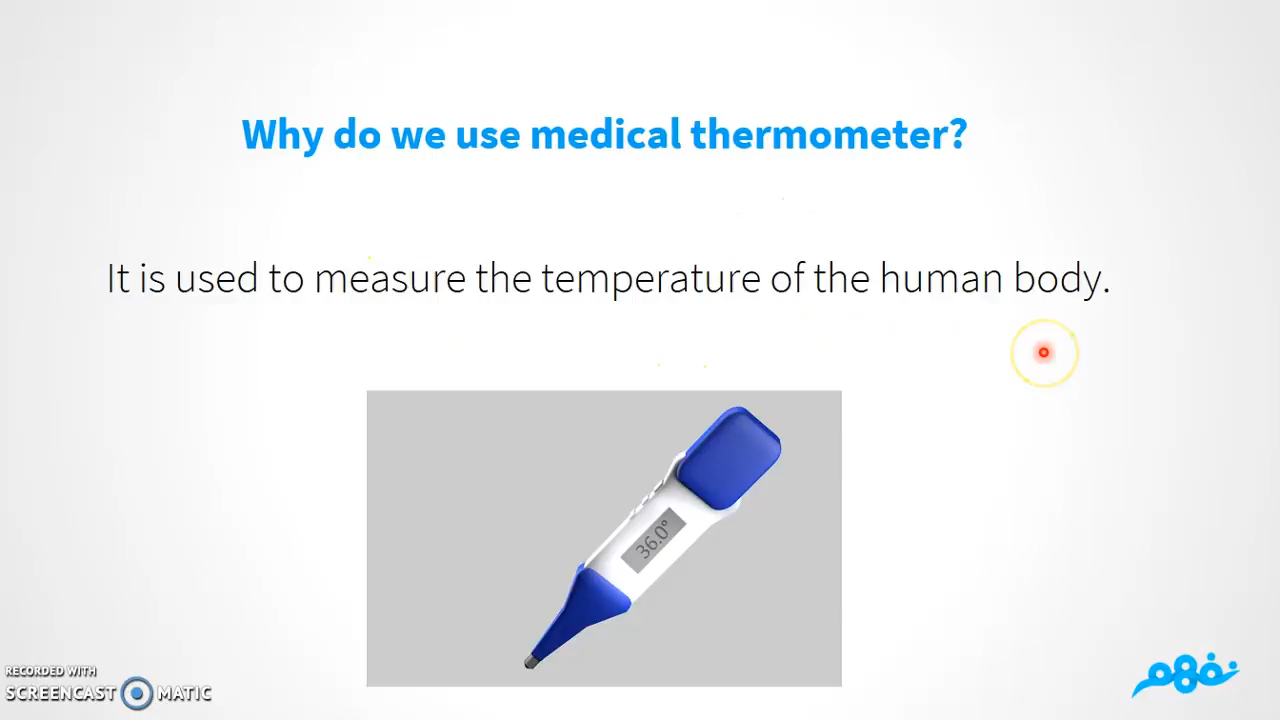 Why do we use medical thermometer?
It is used to measure the temperature of the human body.
36.0°
RECORDED WITH
SCREENCAST MATIC
نفهم